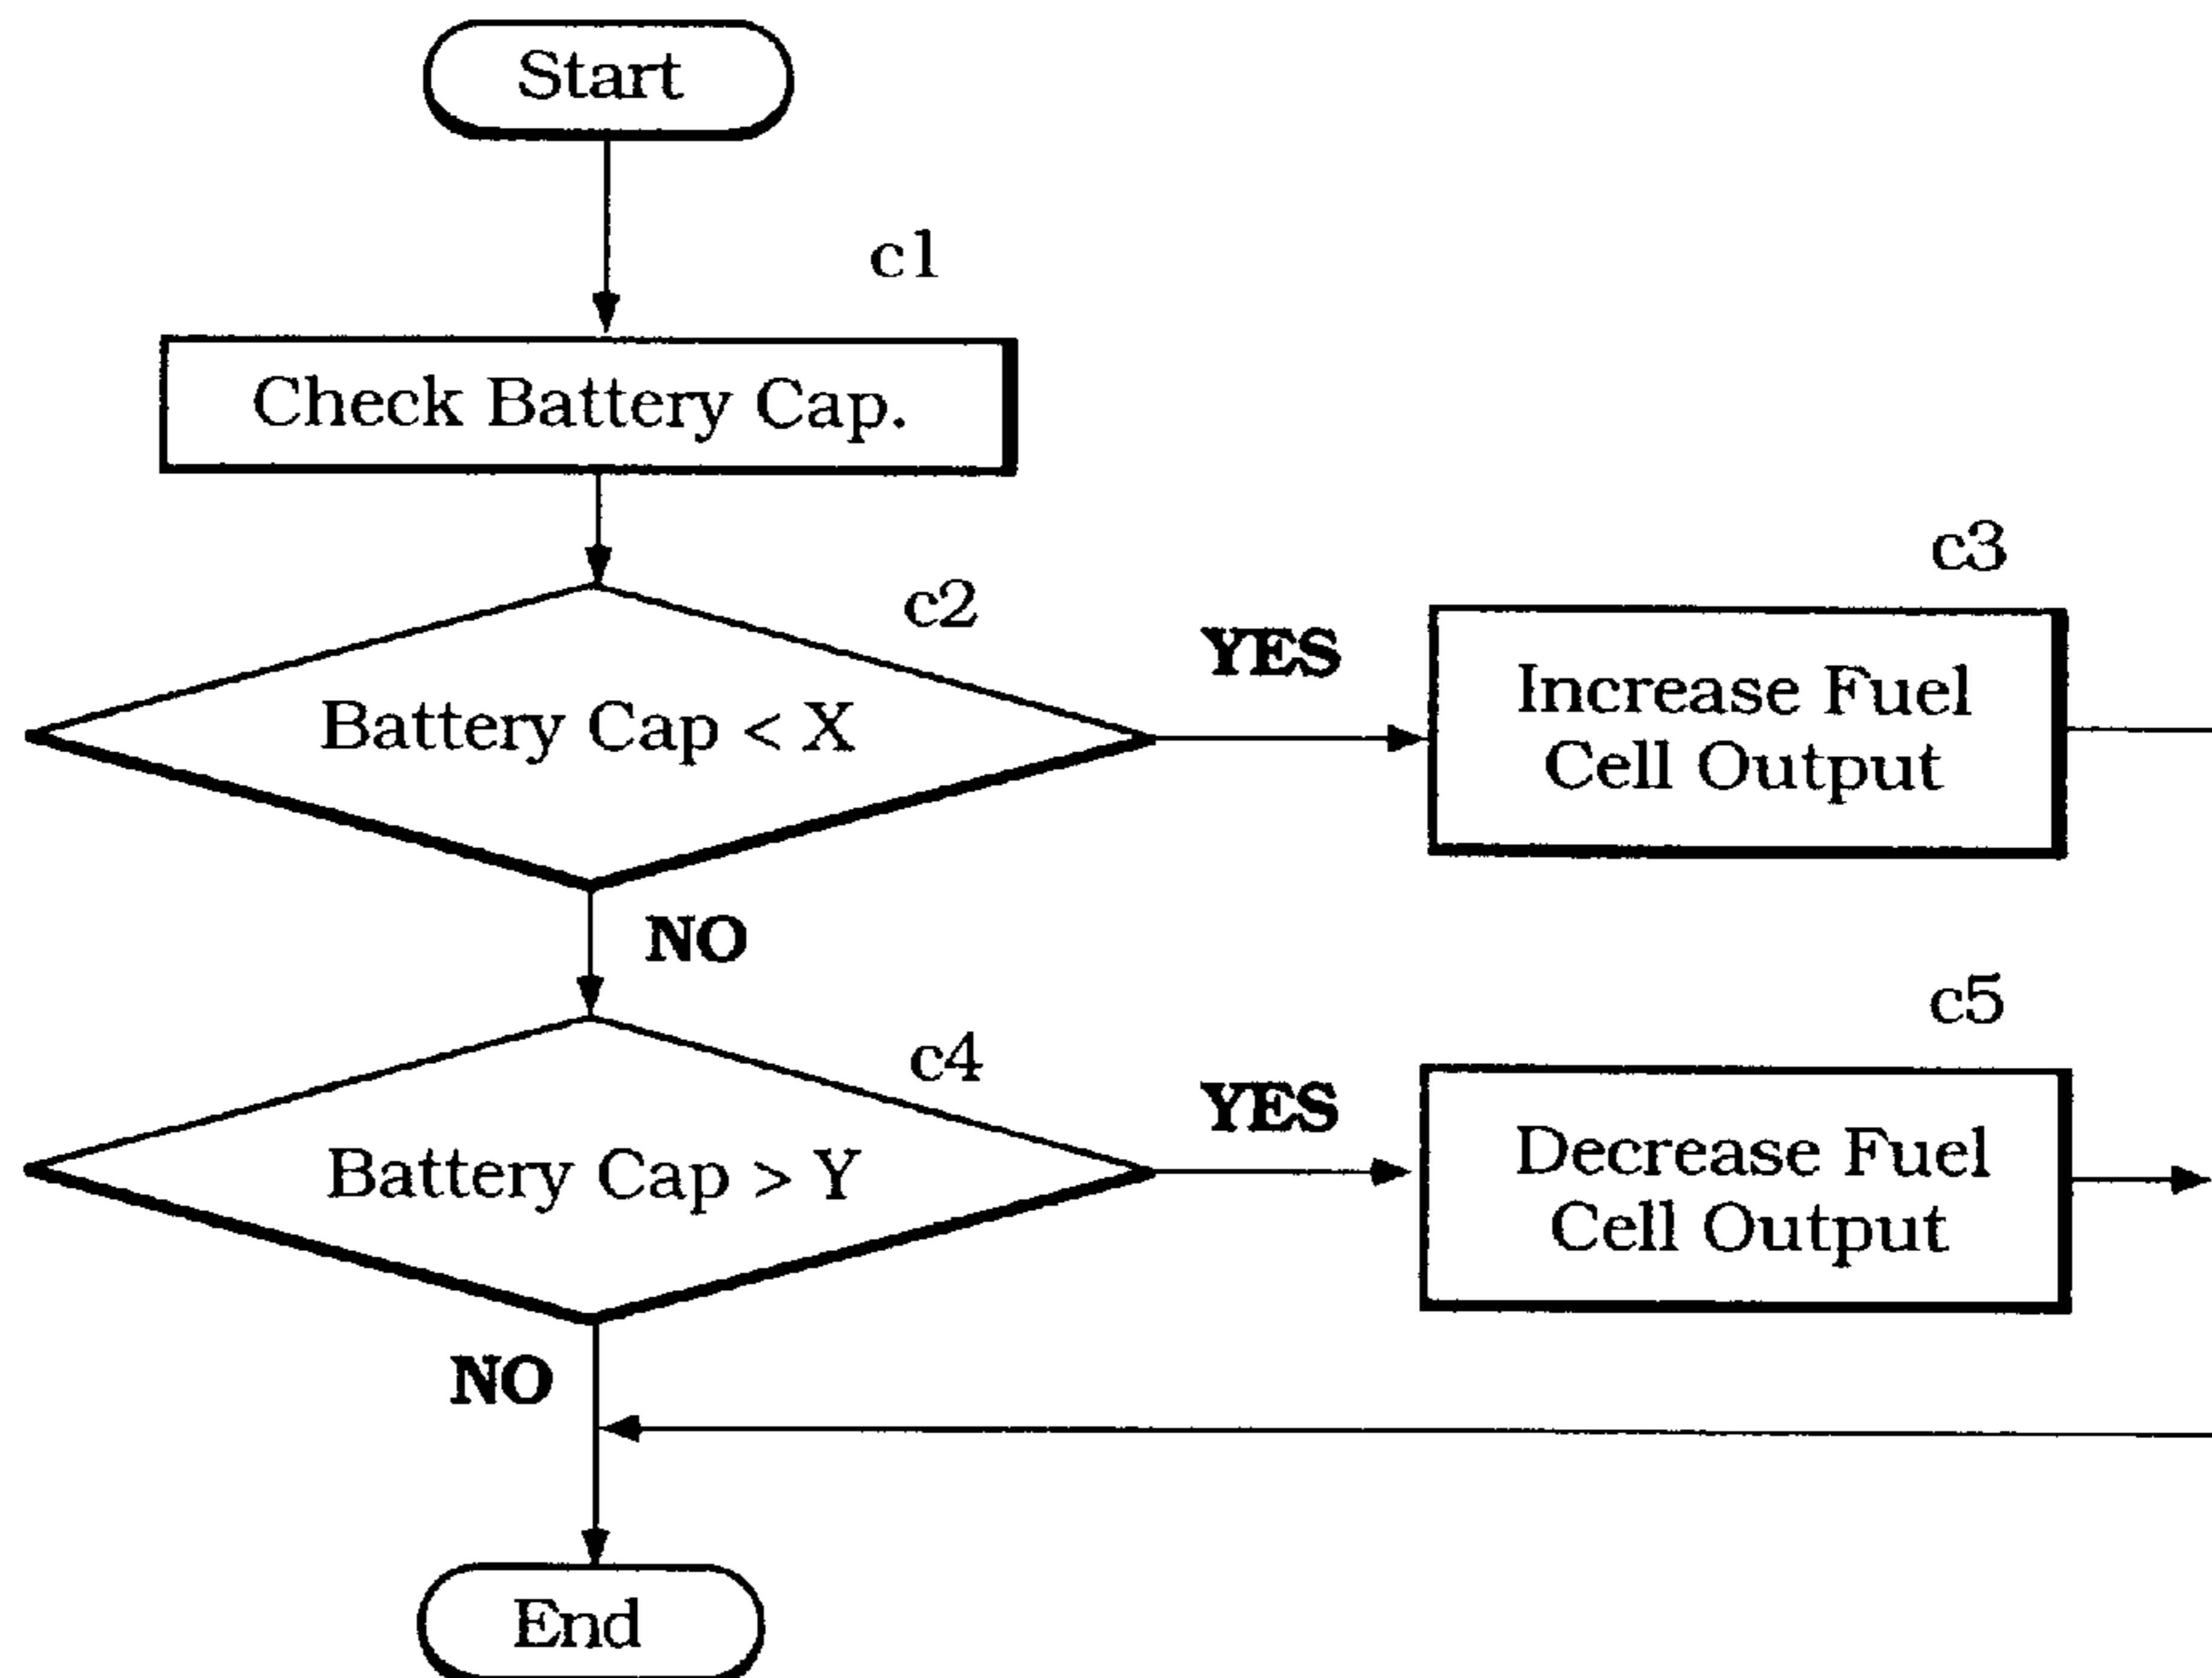 Start
c1
Check Battery Cap.
c2
Battery Cap < X
YES
c3
Increase Fuel
Cell Output
NO
c4
Battery Cap > Y
YES
c5
Decrease Fuel
Cell Output
NO
End